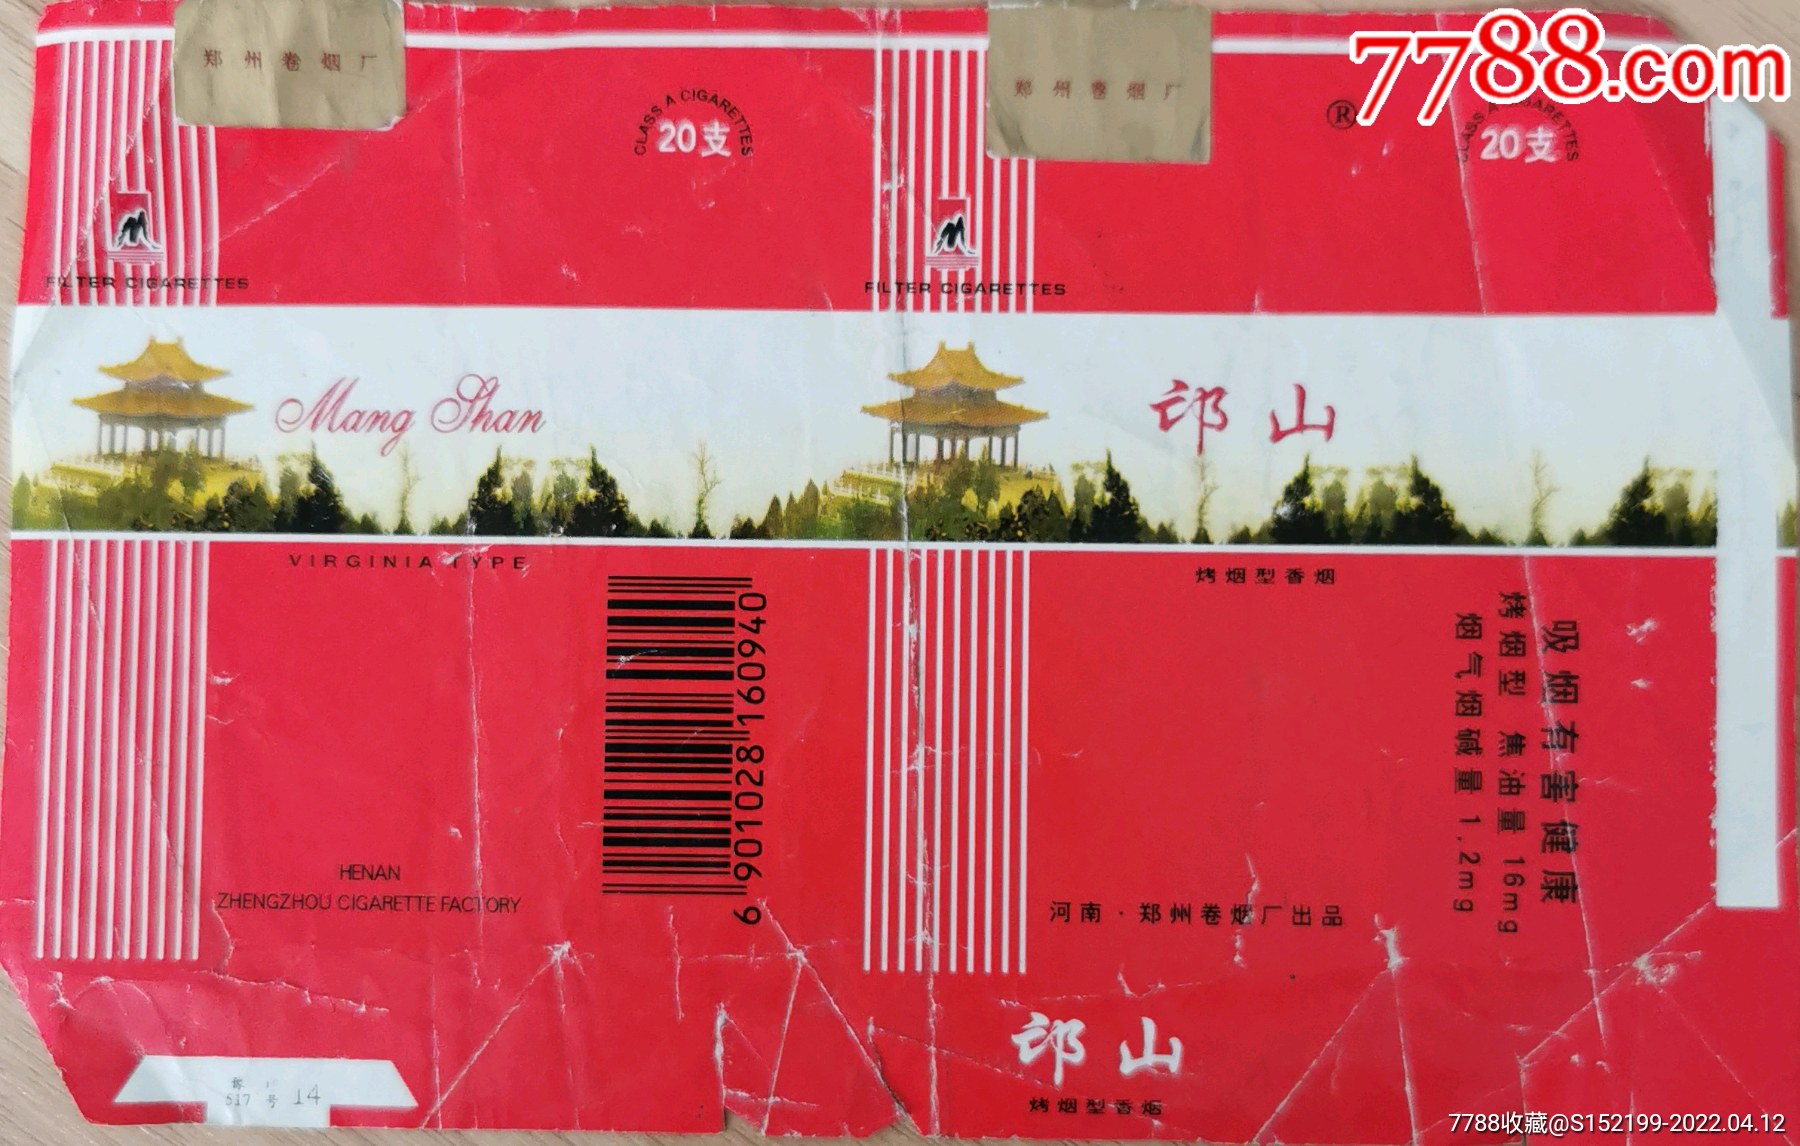 郑州卷烟厂
郑州卷烟厂
7788.com
CLASS A CIGARETTES
20支
®
20支
FILTER CIGARETTES
FILTER CIGARETTES
Mang Shan
邙山
VIRGINIA TYPE
烤烟型香烟
吸烟有害健康
烤烟型 焦油量 16mg
烟气烟碱量 1.2mg
6 901028 160940
HENAN
ZHENGZHOU CIGARETTE FACTORY
河南·郑州卷烟厂出品
邙山
烤烟型香烟
517 号 14
7788收藏@S152199-2022.04.12